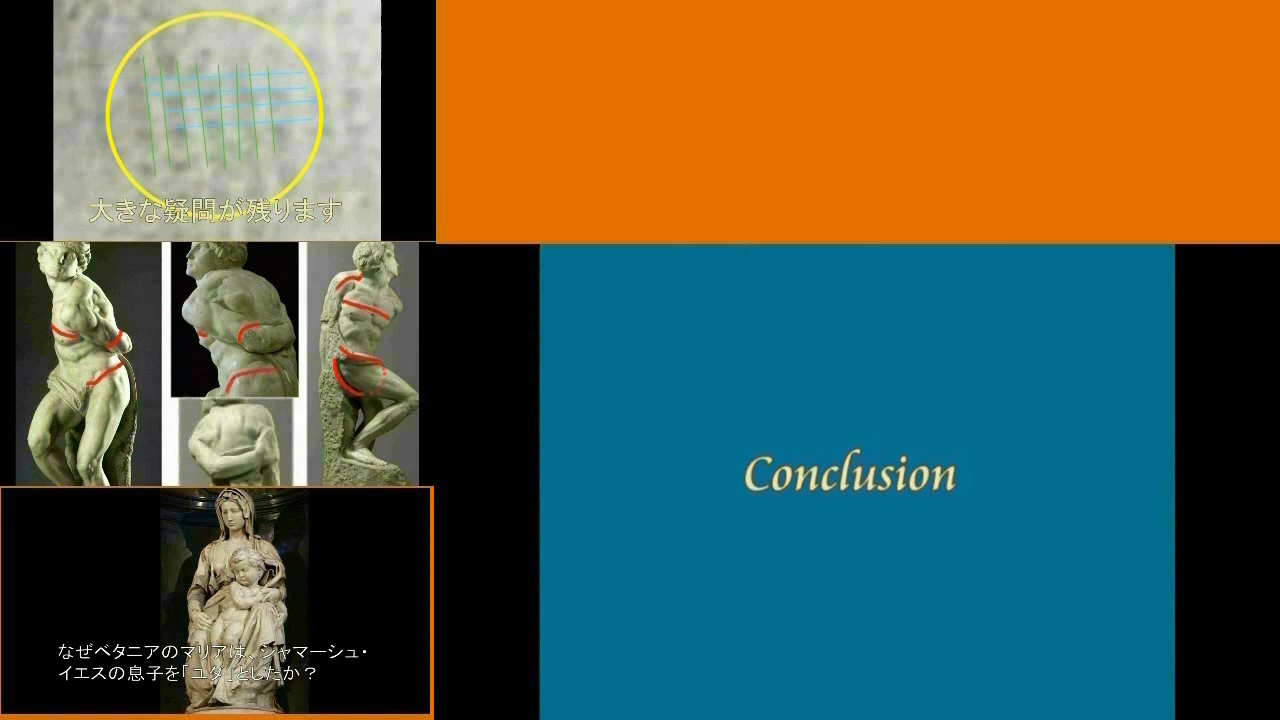 大きな疑問が残ります
Conclusion
なぜベタニアのマリアは、シャマーシュ・
イエスの息子を「ユダ」としたか？